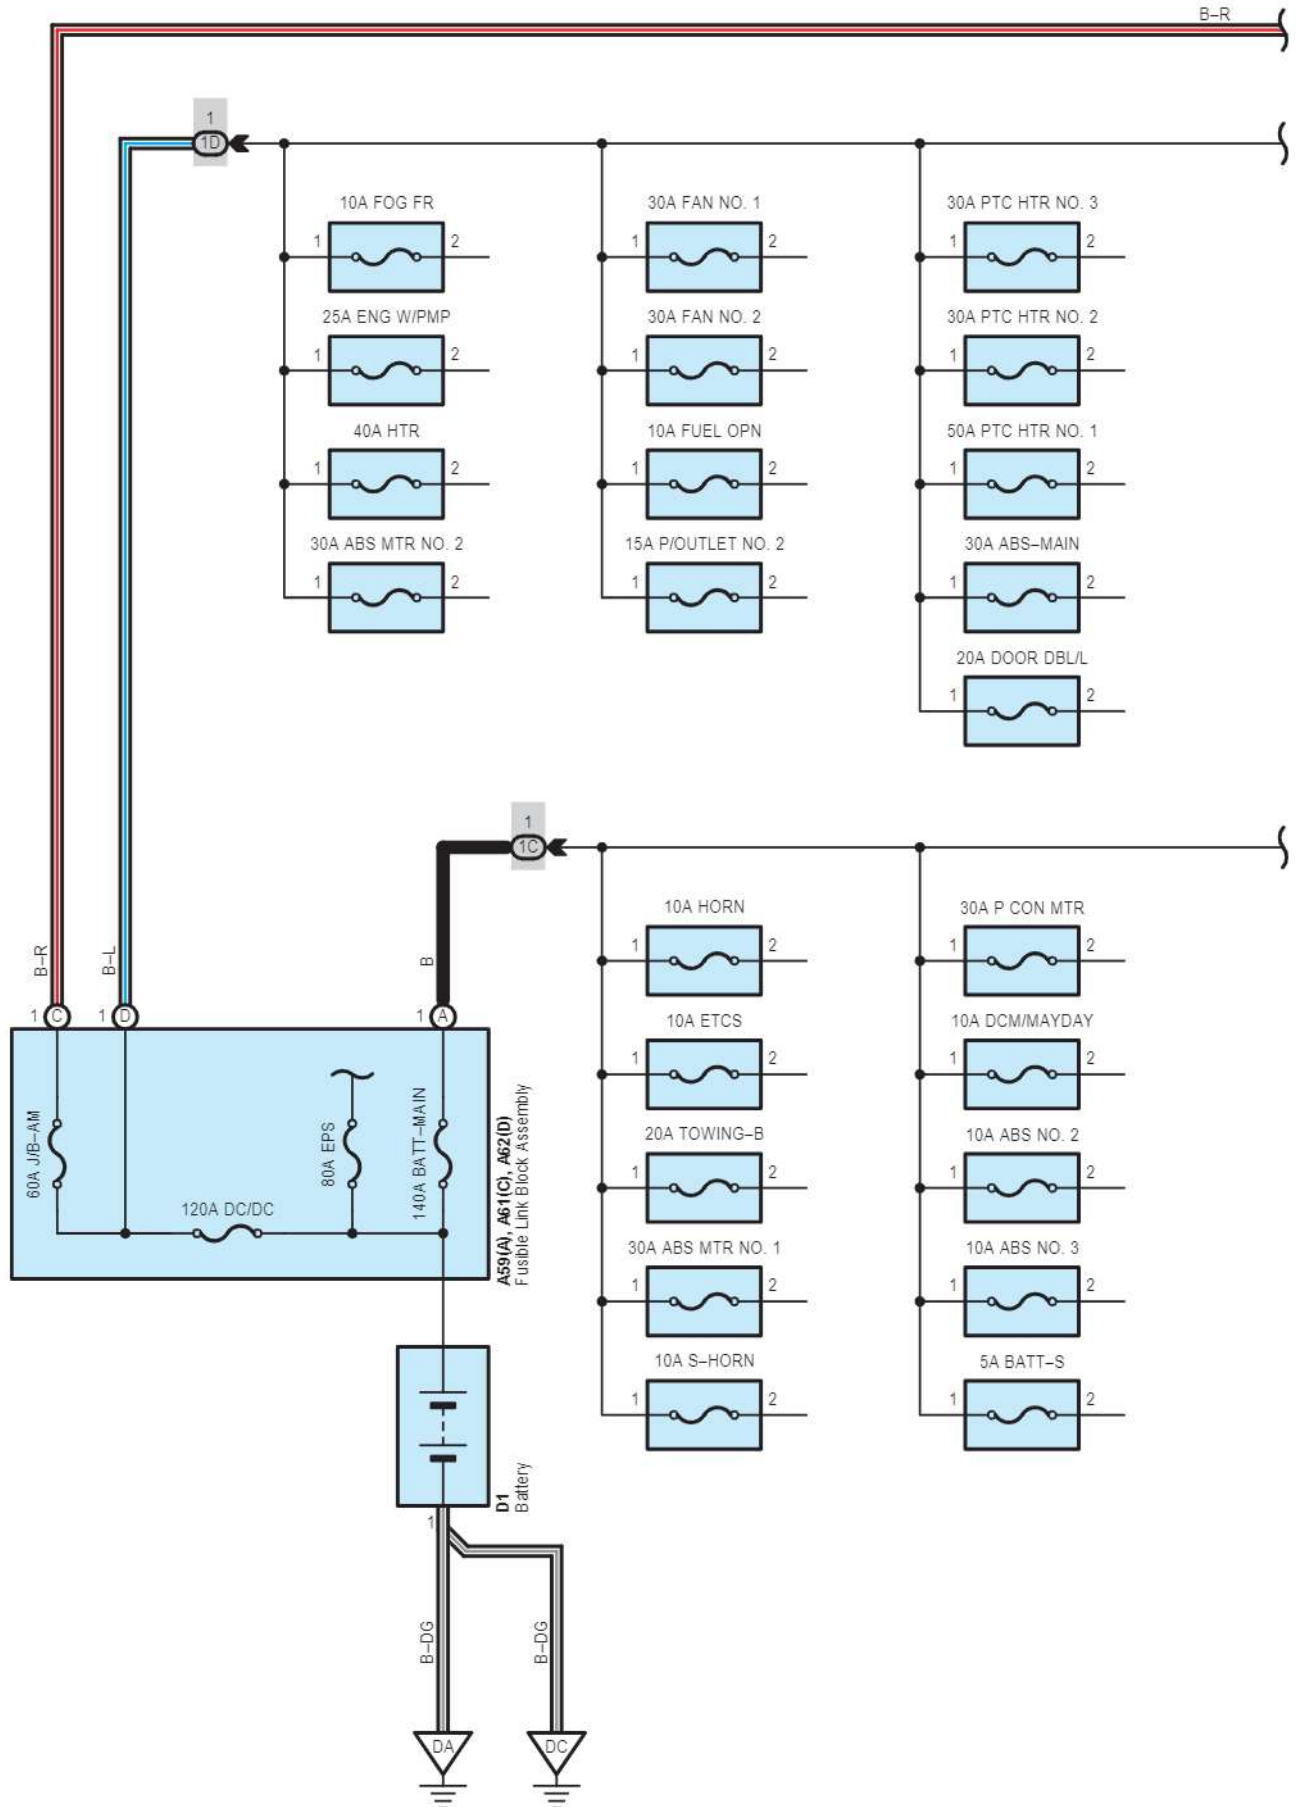 B–R
1
1D
10A FOG FR
30A FAN NO. 1
30A PTC HTR NO. 3
1 2
1 2
1 2
25A ENG W/PMP
30A FAN NO. 2
30A PTC HTR NO. 2
1 2
1 2
1 2
40A HTR
10A FUEL OPN
50A PTC HTR NO. 1
1 2
1 2
1 2
30A ABS MTR NO. 2
15A P/OUTLET NO. 2
30A ABS–MAIN
1 2
1 2
1 2
20A DOOR DBL/L
1 2
1
1C
10A HORN
30A P CON MTR
1 2
1 2
B–R
B–L
B
1 C
1 D
1 A
10A ETCS
10A DCM/MAYDAY
1 2
1 2
20A TOWING–B
10A ABS NO. 2
1 2
1 2
60A J/B–AM
120A DC/DC
80A EPS
140A BATT–MAIN
A59(A), A61(C), A62(D)
Fusible Link Block Assembly
30A ABS MTR NO. 1
10A ABS NO. 3
1 2
1 2
10A S–HORN
5A BATT–S
1 2
1 2
D1
Battery
1
B–DG
B–DG
DA
DC